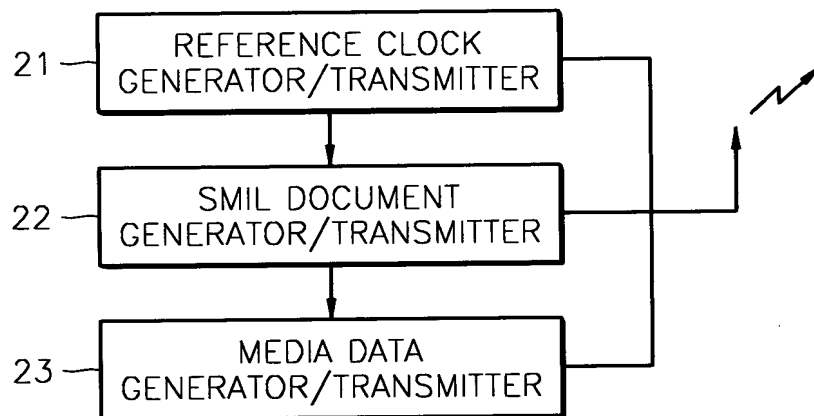 REFERENCE CLOCK
21
GENERATOR/TRANSMITTER
SMIL DOCUMENT
22
GENERATOR/TRANSMITTER
MEDIA DATA
23
GENERATOR/TRANSMITTER